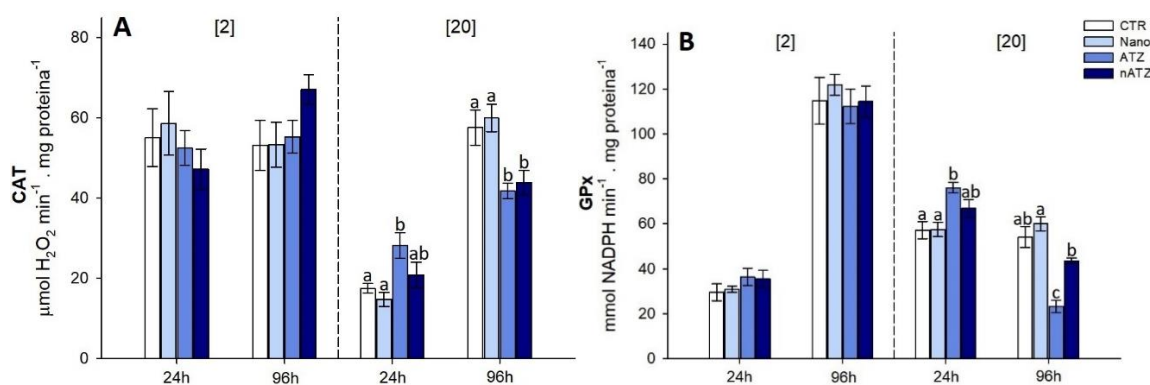 A
[2]
[20]
80
60
40
20
0
CAT
µmol H₂O₂ min⁻¹ . mg proteina⁻¹
a
a
b
ab
a
a
b
b
24h
96h
24h
96h
B
[2]
[20]
CTR
Nano
ATZ
nATZ
140
120
100
80
60
40
20
0
GPx
mmol NADPH min⁻¹ . mg proteina⁻¹
a
a
b
ab
ab
a
c
b
24h
96h
24h
96h